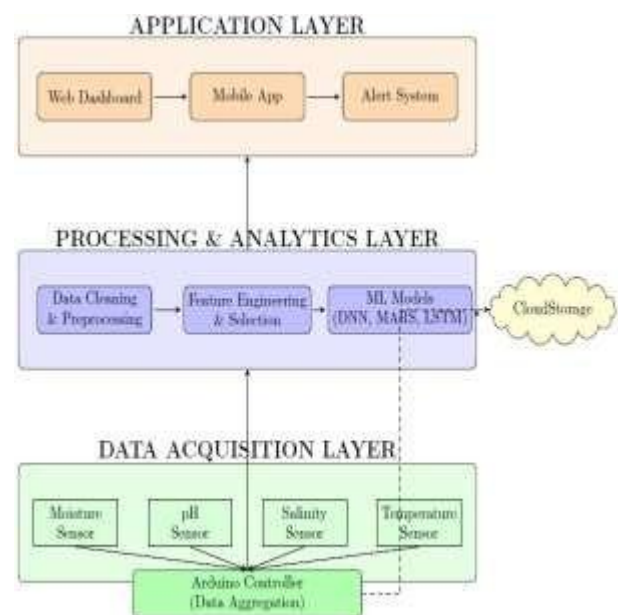 APPLICATION LAYER
Web Dashboard
Mobile App
Alert System
PROCESSING & ANALYTICS LAYER
Data Cleaning
& Preprocessing
Feature Engineering
& Selection
ML Models
(DNN, MARS, LSTM)
CloudStorage
DATA ACQUISITION LAYER
Moisture
Sensor
pH
Sensor
Salinity
Sensor
Temperature
Sensor
Arduino Controller
(Data Aggregation)